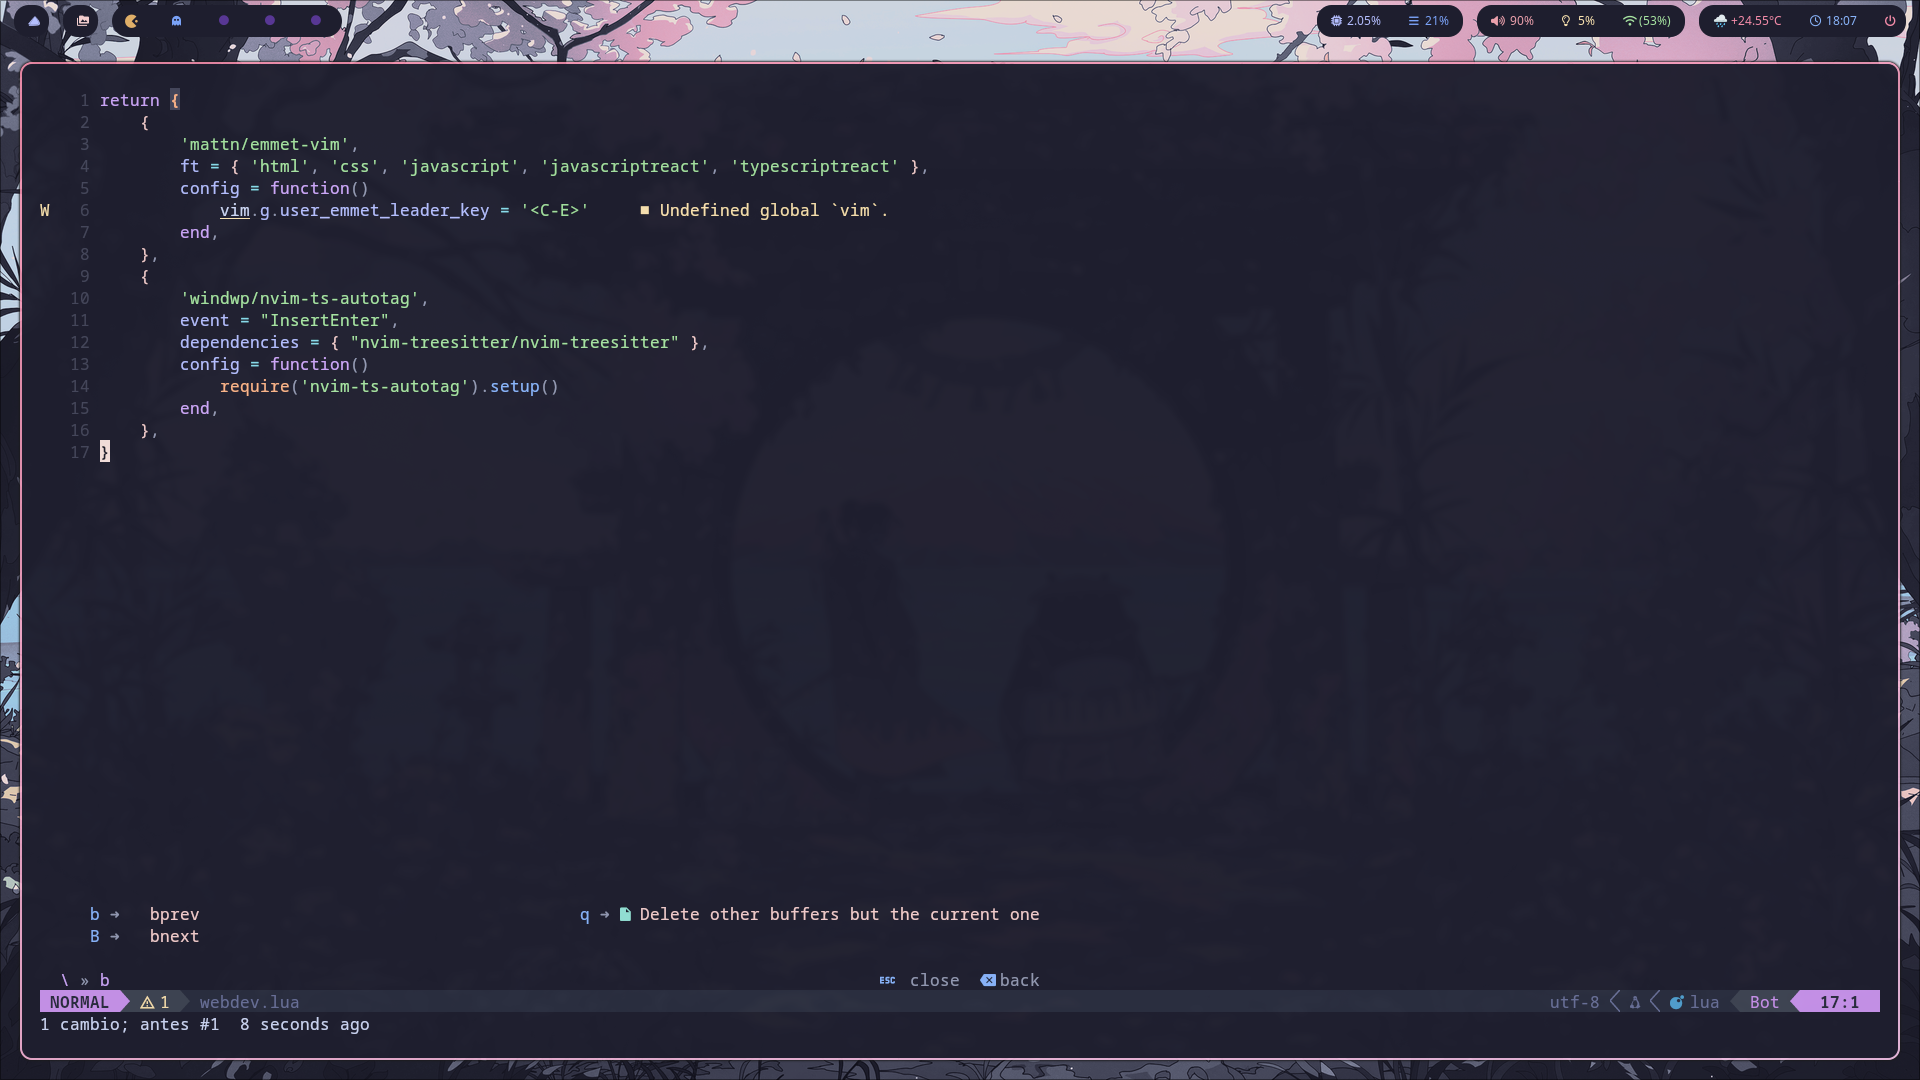 2.05% 21% 90% 5% (53%) +24.55°C 18:07
1 return {
2 {
3 'mattn/emmet-vim',
4 ft = { 'html', 'css', 'javascript', 'javascriptreact', 'typescriptreact' },
5 config = function()
W 6 vim.g.user_emmet_leader_key = '<C-E>' ■ Undefined global `vim`.
7 end,
8 },
9 {
10 'windwp/nvim-ts-autotag',
11 event = "InsertEnter",
12 dependencies = { "nvim-treesitter/nvim-treesitter" },
13 config = function()
14 require('nvim-ts-autotag').setup()
15 end,
16 },
17 }
b → bprev q → Delete other buffers but the current one
B → bnext
\ » b ESC close back
NORMAL 1 webdev.lua utf-8 lua Bot 17:1
1 cambio; antes #1 8 seconds ago